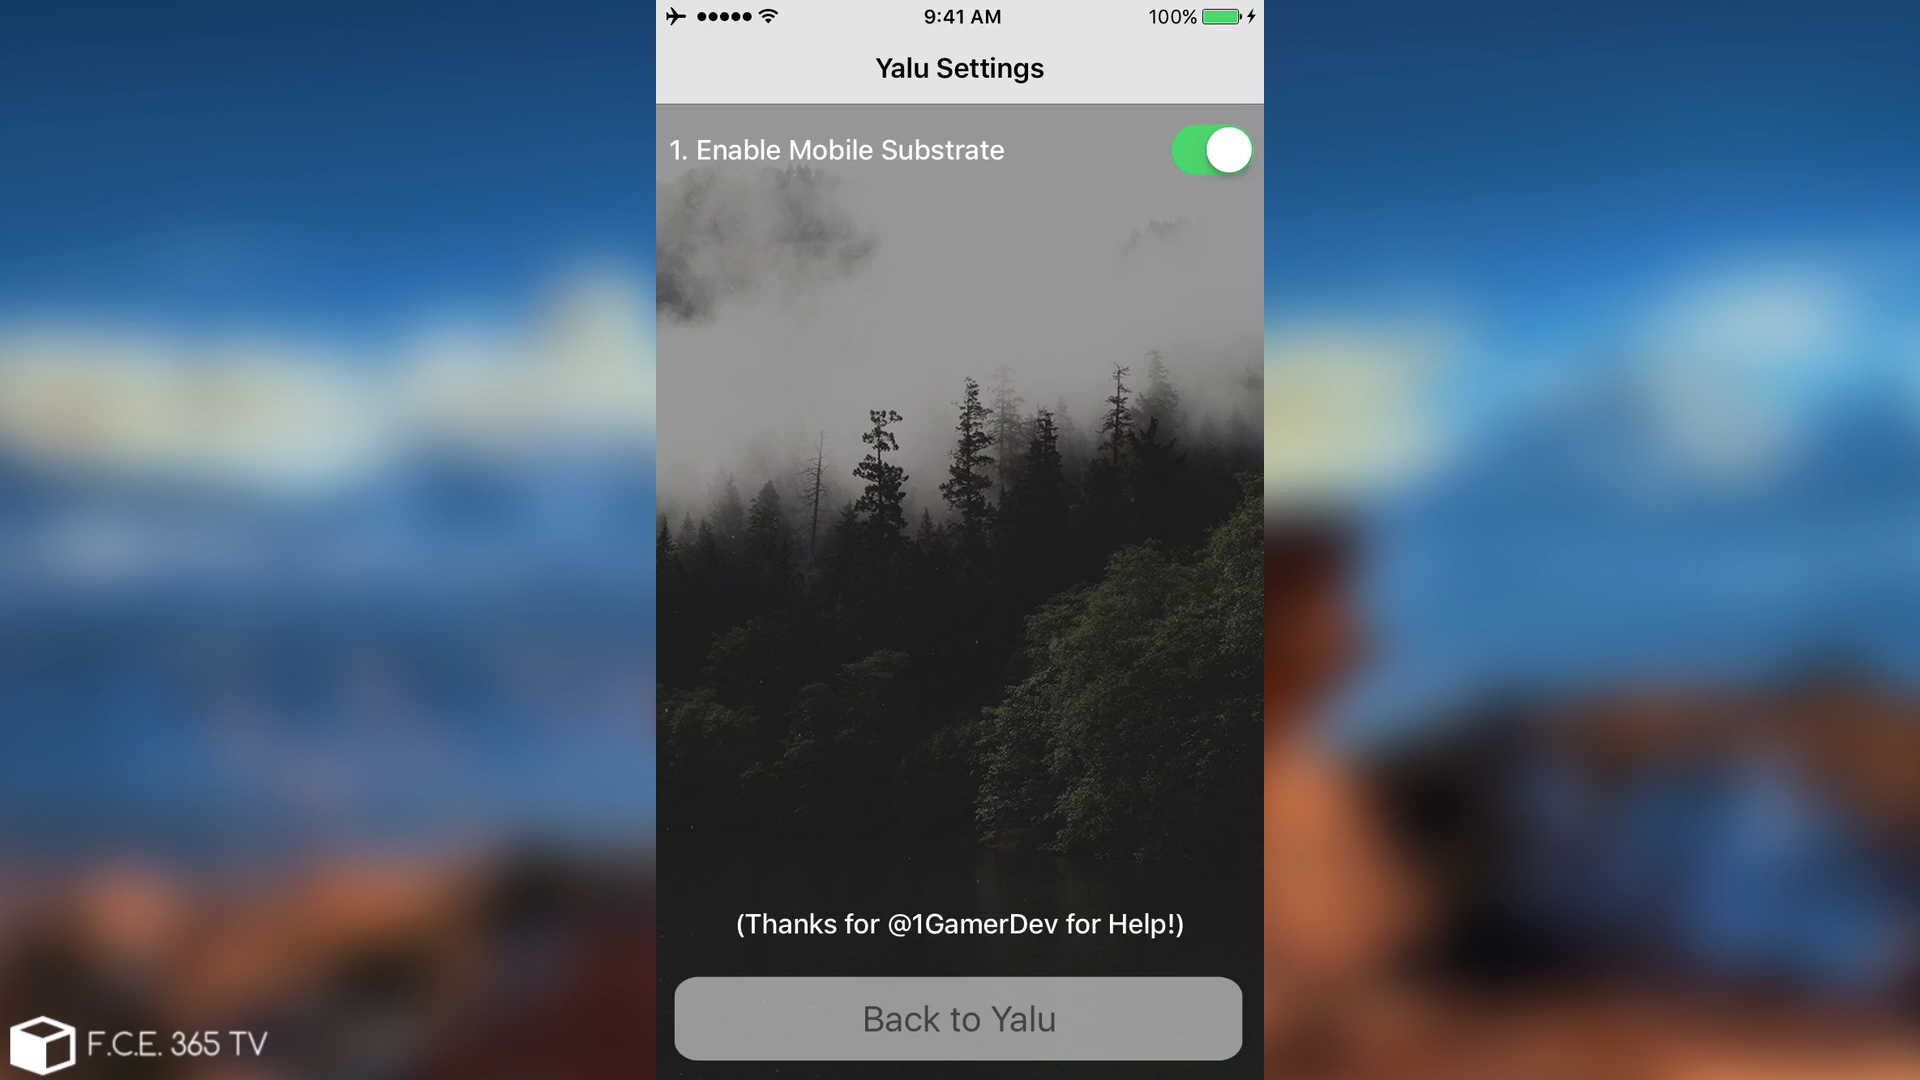 9:41 AM
100%
Yalu Settings
1. Enable Mobile Substrate
(Thanks for @1GamerDev for Help!)
Back to Yalu
F.C.E. 365 TV